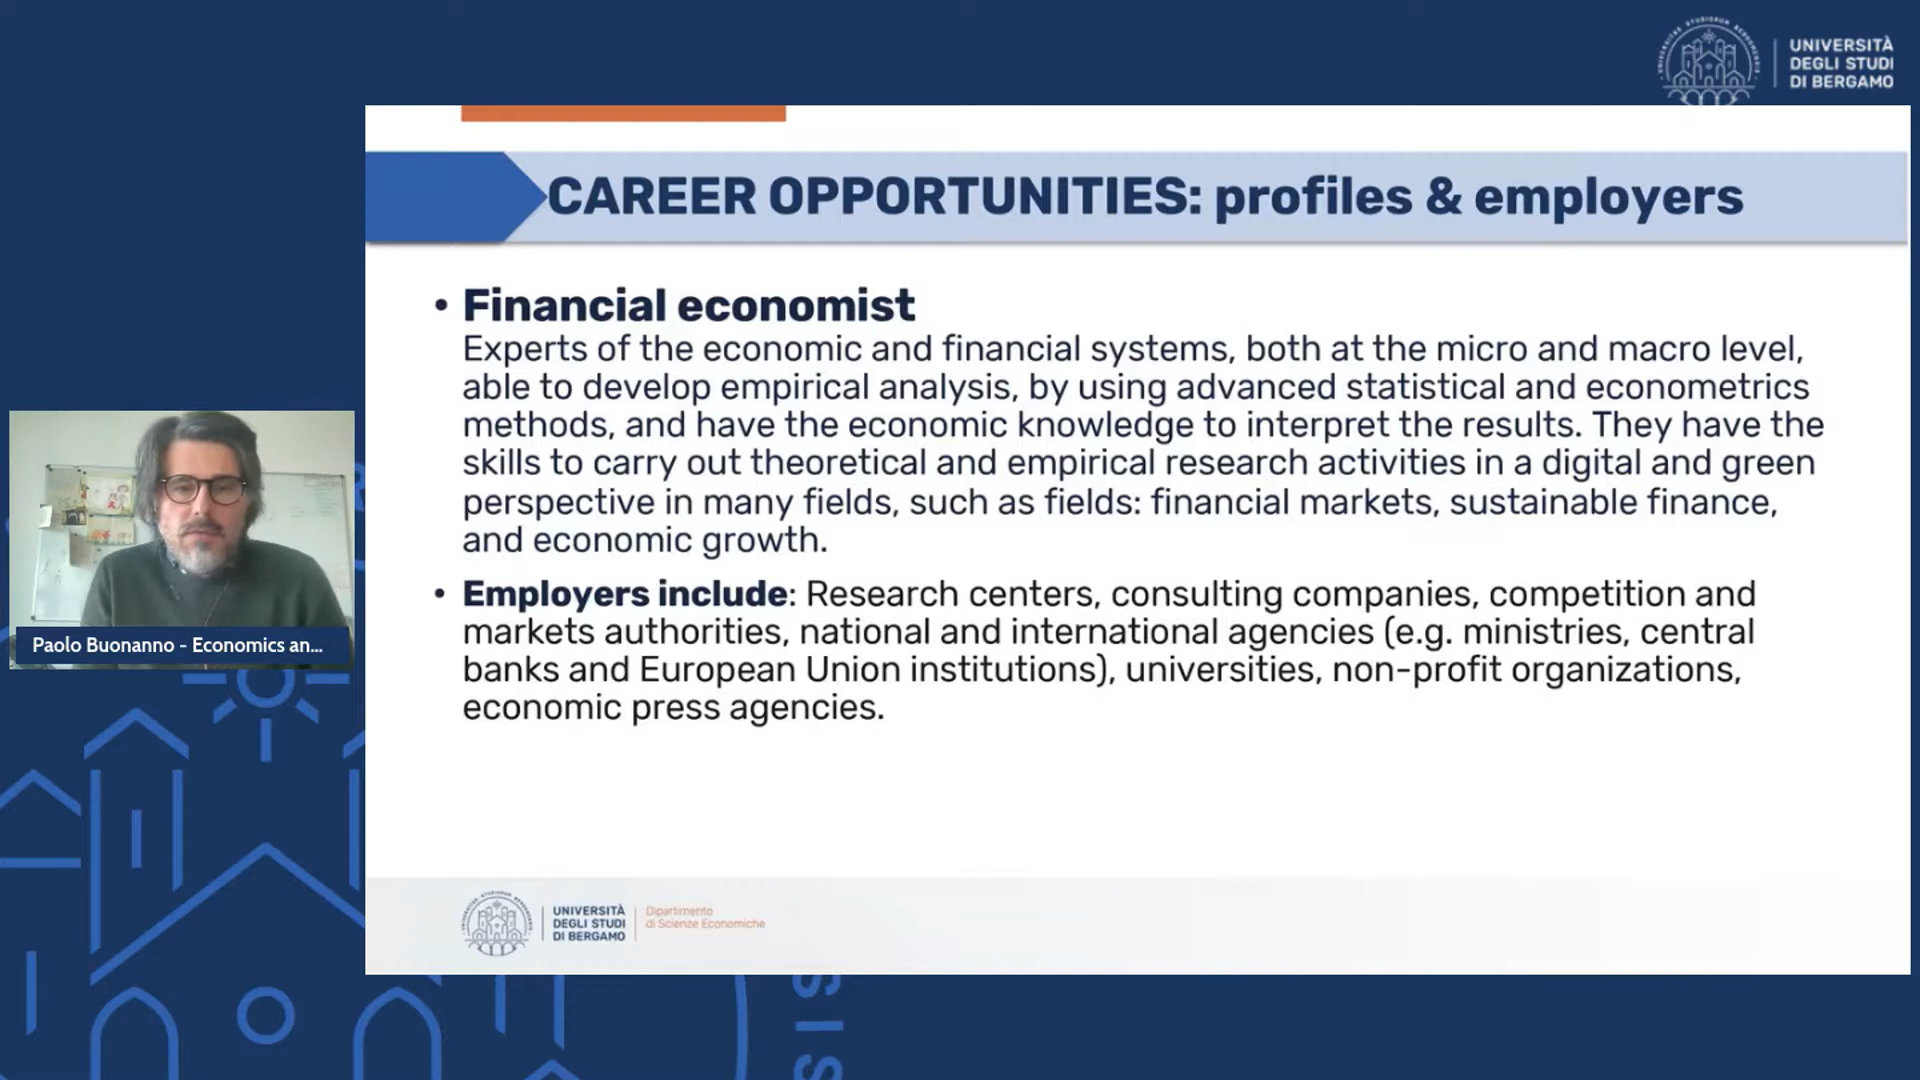 UNIVERSITÀ
DEGLI STUDI
DI BERGAMO
CAREER OPPORTUNITIES: profiles & employers
• Financial economist
Experts of the economic and financial systems, both at the micro and macro level,
able to develop empirical analysis, by using advanced statistical and econometrics
methods, and have the economic knowledge to interpret the results. They have the
skills to carry out theoretical and empirical research activities in a digital and green
perspective in many fields, such as fields: financial markets, sustainable finance,
and economic growth.
• Employers include: Research centers, consulting companies, competition and
markets authorities, national and international agencies (e.g. ministries, central
banks and European Union institutions), universities, non-profit organizations,
economic press agencies.
Paolo Buonanno - Economics an...
UNIVERSITÀ
DEGLI STUDI
DI BERGAMO
Dipartimento
di Scienze Economiche
SIS